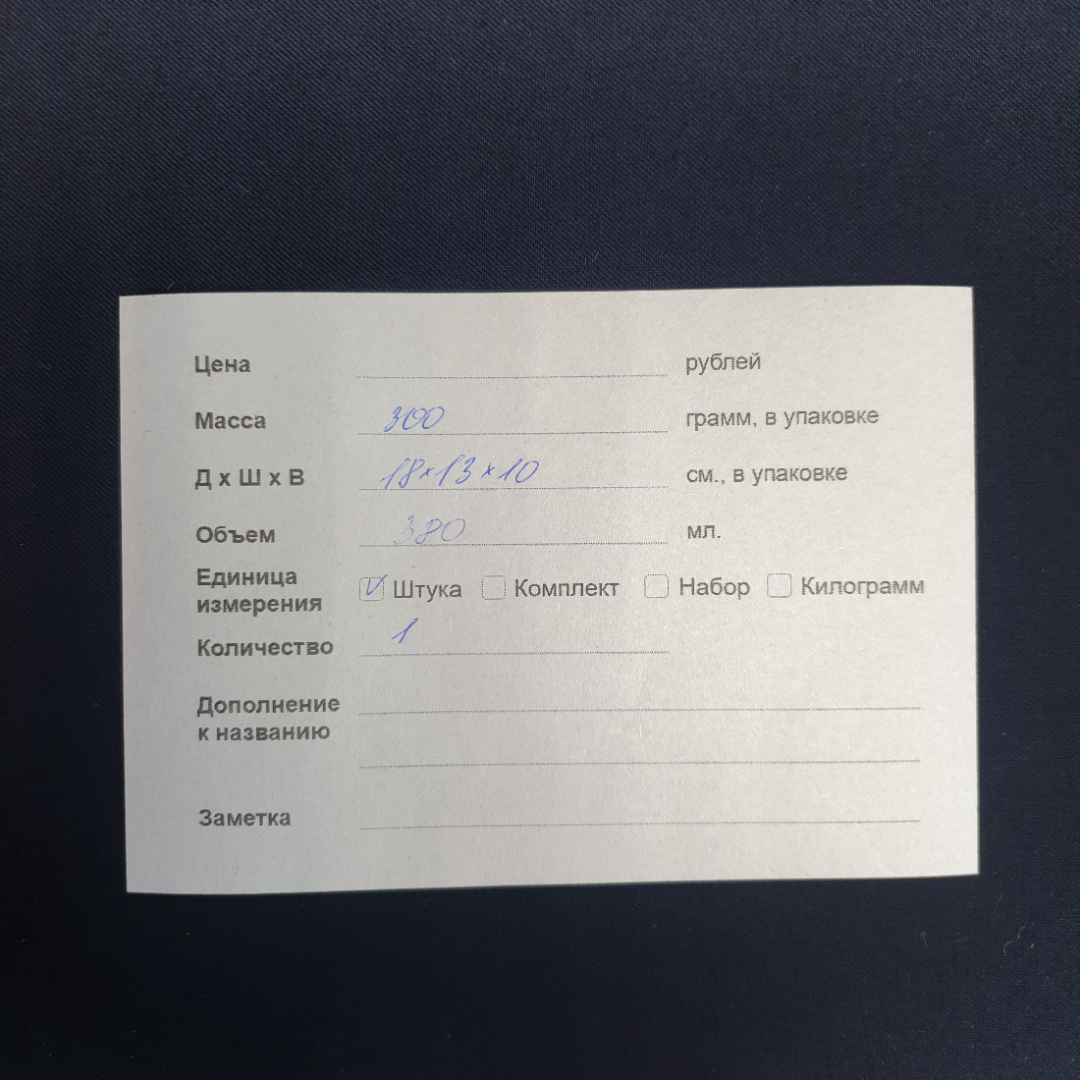 Цена рублей
Масса 300 грамм, в упаковке
Д х Ш х В 18×13×10 см., в упаковке
Объем 380 мл.
Единица
измерения V Штука Комплект Набор Килограмм
Количество 1
Дополнение
к названию
Заметка